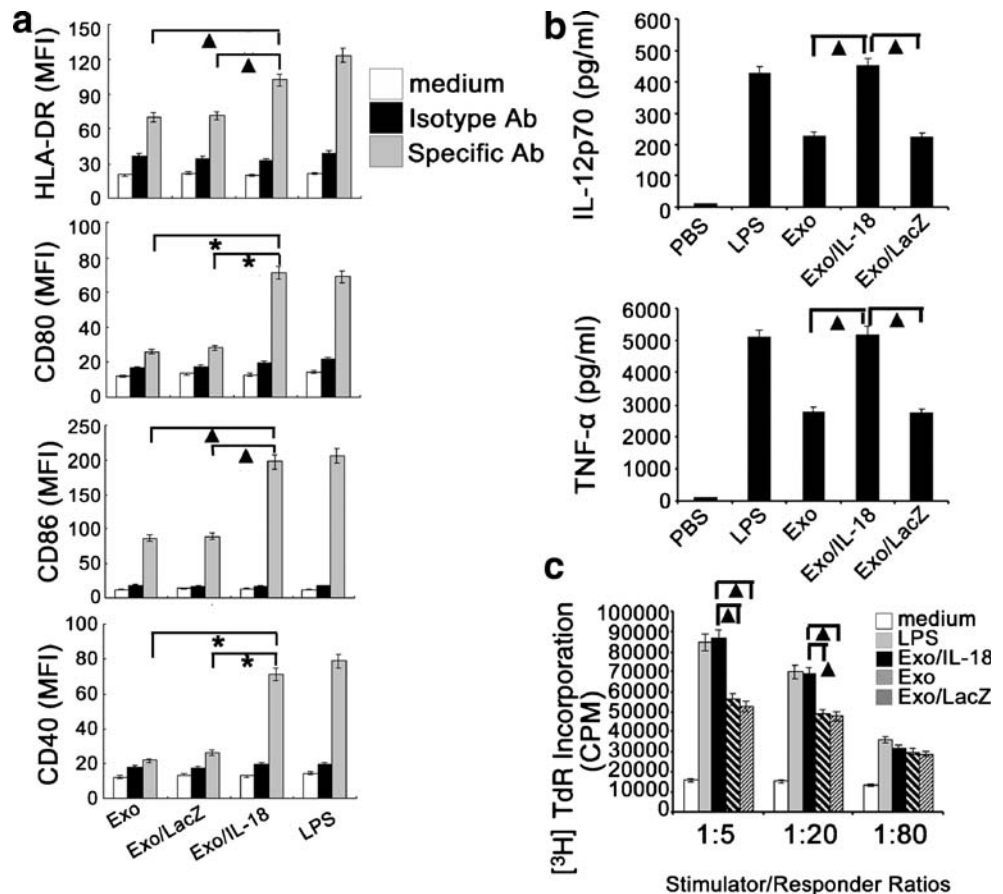 a
HLA-DR (MFI)
150
120
90
60
30
0
▲
▲
medium
Isotype Ab
Specific Ab
CD80 (MFI)
100
80
60
40
20
0
*
*
CD86 (MFI)
250
200
150
100
50
0
▲
▲
CD40 (MFI)
100
80
60
40
20
0
*
*
Exo
Exo/LacZ
Exo/IL-18
LPS
b
IL-12p70 (pg/ml)
600
500
400
300
200
100
0
▲
▲
PBS
LPS
Exo
Exo/IL-18
Exo/LacZ
TNF-α (pg/ml)
6000
5000
4000
3000
2000
1000
0
▲
▲
PBS
LPS
Exo
Exo/IL-18
Exo/LacZ
c
[³H] TdR Incorporation
(CPM)
100000
90000
80000
70000
60000
50000
40000
30000
20000
10000
0
▲
▲
▲
▲
medium
LPS
Exo/IL-18
Exo
Exo/LacZ
1:5
1:20
1:80
Stimulator/Responder Ratios